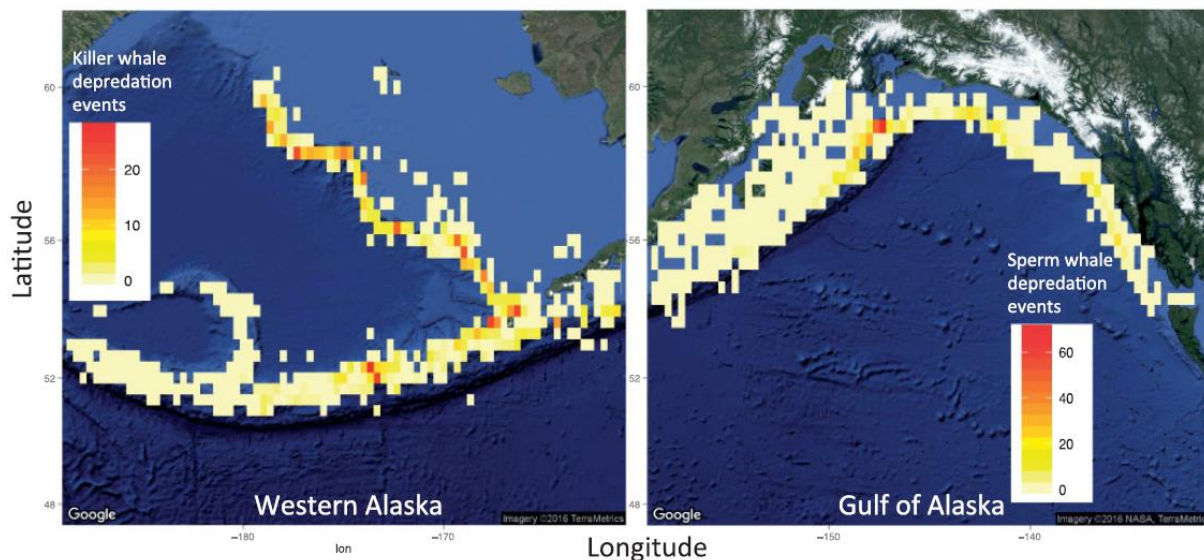 Killer whale
depredation
events
20
10
0
60
56
52
48
Latitude
Google
Western Alaska
Imagery ©2016 TerraMetrics
-180
-170
lon
Sperm whale
depredation
events
60
40
20
0
60
56
52
48
Google
Gulf of Alaska
Imagery ©2016 NASA, TerraMetrics
-150
-140
Longitude